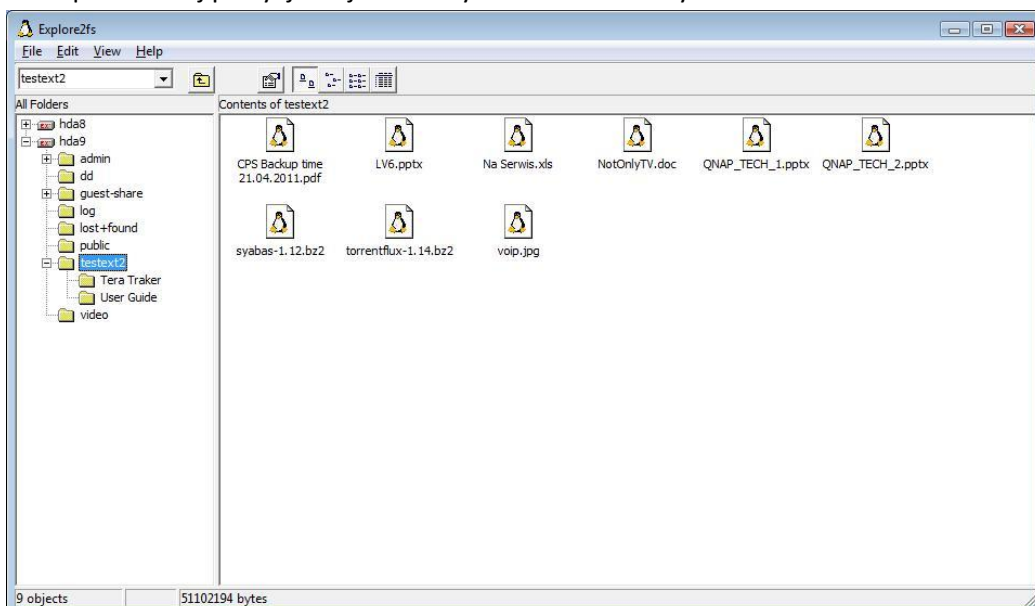 Explore2fs
File Edit View Help
testext2
All Folders
Contents of testext2
hda8
hda9
admin
dd
guest-share
log
lost+found
public
testext2
Tera Traker
User Guide
video
CPS Backup time
21.04.2011.pdf
LV6.pptx
Na Serwis.xls
NotOnlyTV.doc
QNAP_TECH_1.pptx
QNAP_TECH_2.pptx
syabas-1.12.bz2
torrentflux-1.14.bz2
voip.jpg
9 objects
51102194 bytes